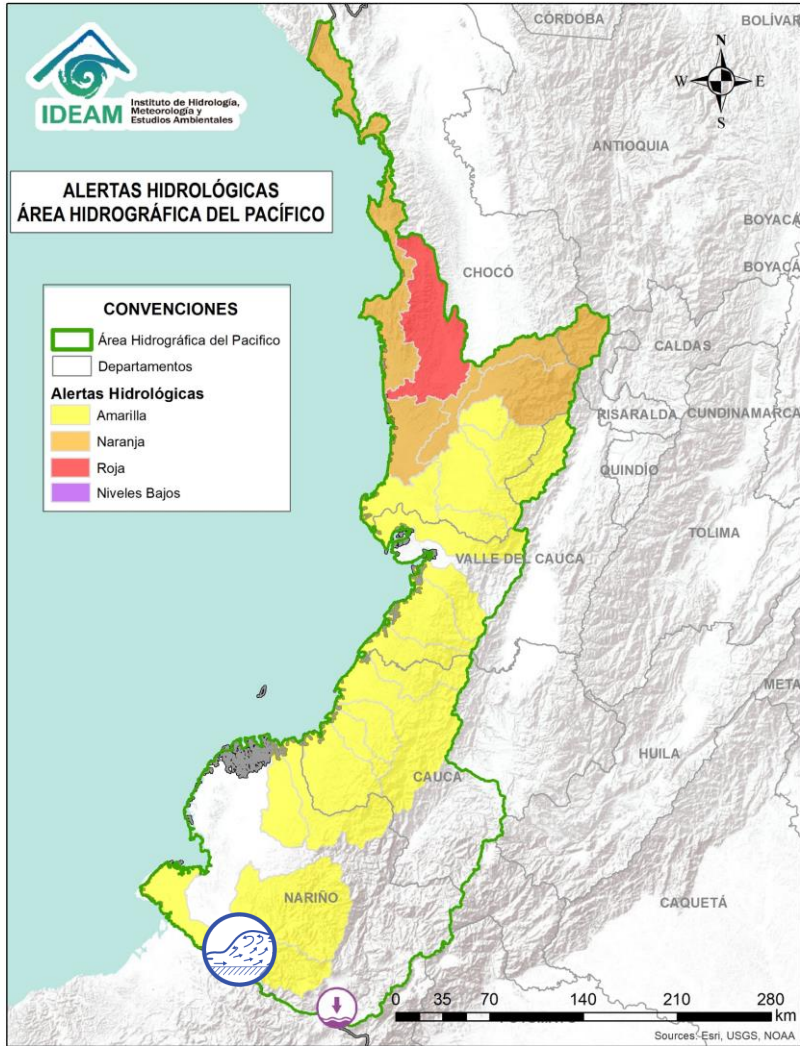 CÓRDOBA
BOLÍVAR
N
W E
S
IDEAM
Instituto de Hidrología,
Meteorología y
Estudios Ambientales
ANTIOQUIA
ALERTAS HIDROLÓGICAS
ÁREA HIDROGRÁFICA DEL PACÍFICO
BOYACÁ
CHOCÓ
BOYACÁ
CONVENCIONES
Área Hidrográfica del Pacifico
Departamentos
Alertas Hidrológicas
Amarilla
Naranja
Roja
Niveles Bajos
CALDAS
RISARALDA
CUNDINAMARCA
QUINDÍO
TOLIMA
VALLE DEL CAUCA
META
HUILA
CAUCA
NARIÑO
CAQUETÁ
0 35 70 140 210 280
km
Sources: Esri, USGS, NOAA